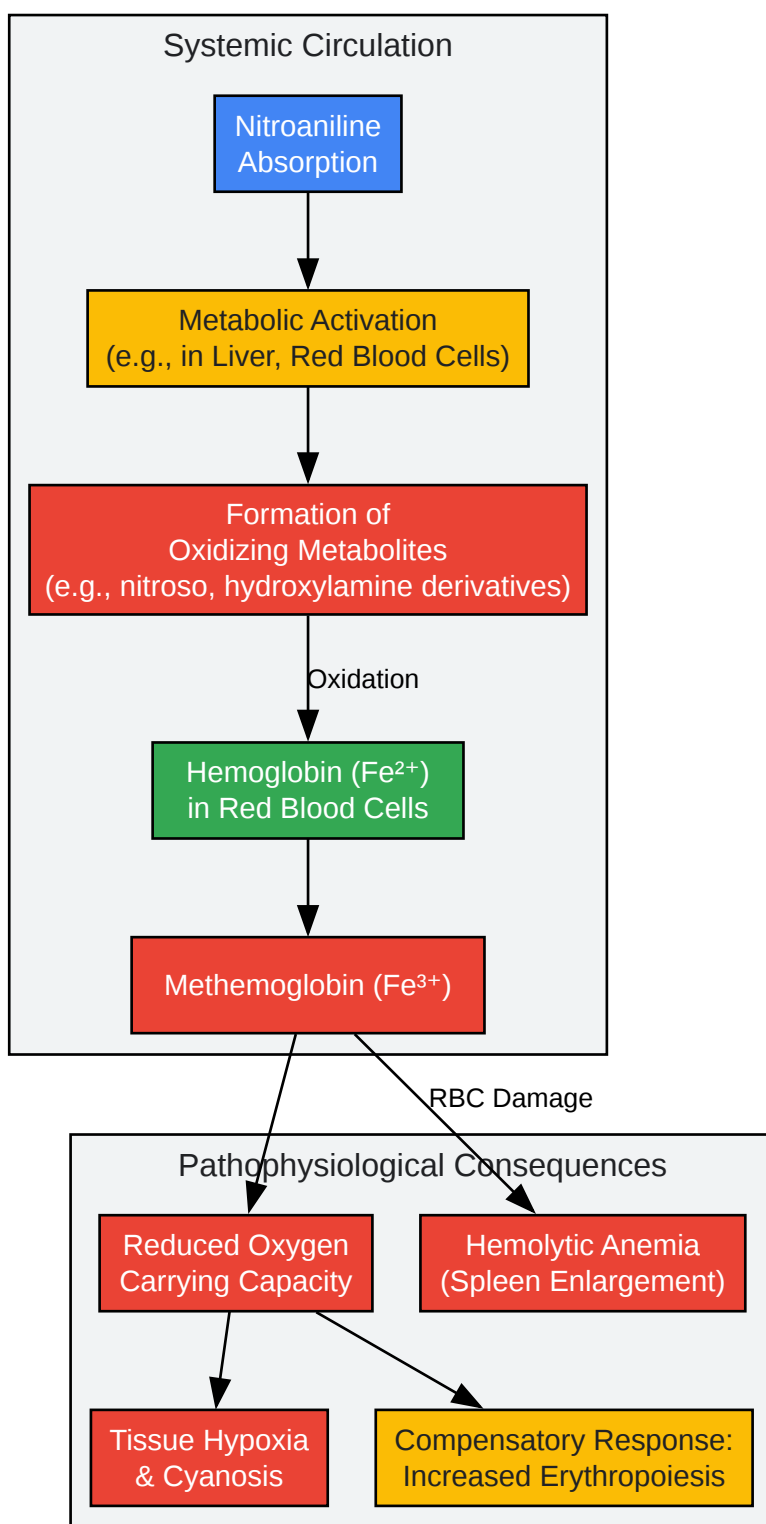 Systemic Circulation
Nitroaniline
Absorption
Metabolic Activation
(e.g., in Liver, Red Blood Cells)
Formation of
Oxidizing Metabolites
(e.g., nitroso, hydroxylamine derivatives)
Oxidation
Hemoglobin (Fe²⁺)
in Red Blood Cells
Methemoglobin (Fe³⁺)
RBC Damage
Pathophysiological Consequences
Reduced Oxygen
Carrying Capacity
Hemolytic Anemia
(Spleen Enlargement)
Tissue Hypoxia
& Cyanosis
Compensatory Response:
Increased Erythropoiesis